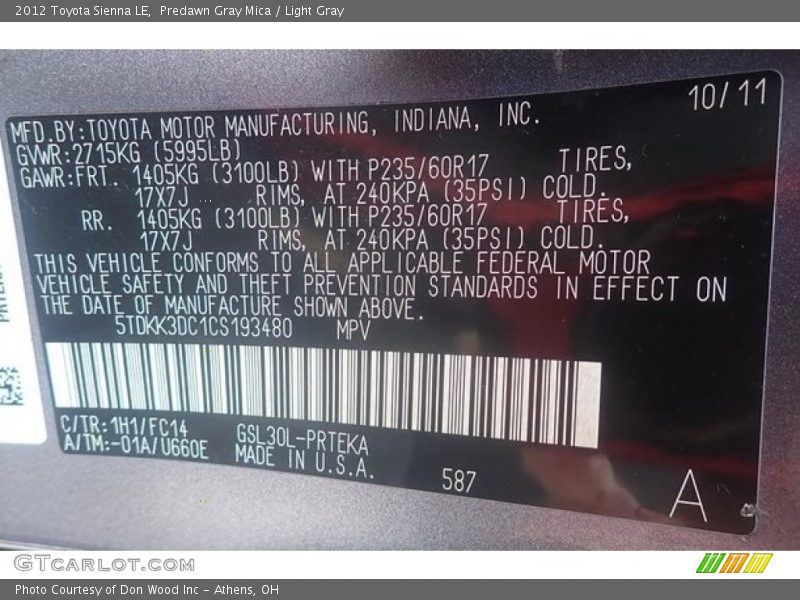 2012 Toyota Sienna LE,  Predawn Gray Mica / Light Gray
10/11
MFD.BY:TOYOTA MOTOR MANUFACTURING, INDIANA, INC.
GVWR:2715KG (5995LB)
GAWR:FRT. 1405KG (3100LB) WITH P235/60R17 TIRES,
17X7J RIMS, AT 240KPA (35PSI) COLD.
RR. 1405KG (3100LB) WITH P235/60R17 TIRES,
17X7J RIMS, AT 240KPA (35PSI) COLD.
THIS VEHICLE CONFORMS TO ALL APPLICABLE FEDERAL MOTOR
VEHICLE SAFETY AND THEFT PREVENTION STANDARDS IN EFFECT ON
THE DATE OF MANUFACTURE SHOWN ABOVE.
5TDKK3DC1CS193480 MPV
C/TR:1H1/FC14
A/TM:-01A/U660E
GSL30L-PRTEKA
MADE IN U.S.A.
587
A
GTCARLOT.COM
Photo Courtesy of Don Wood Inc - Athens, OH